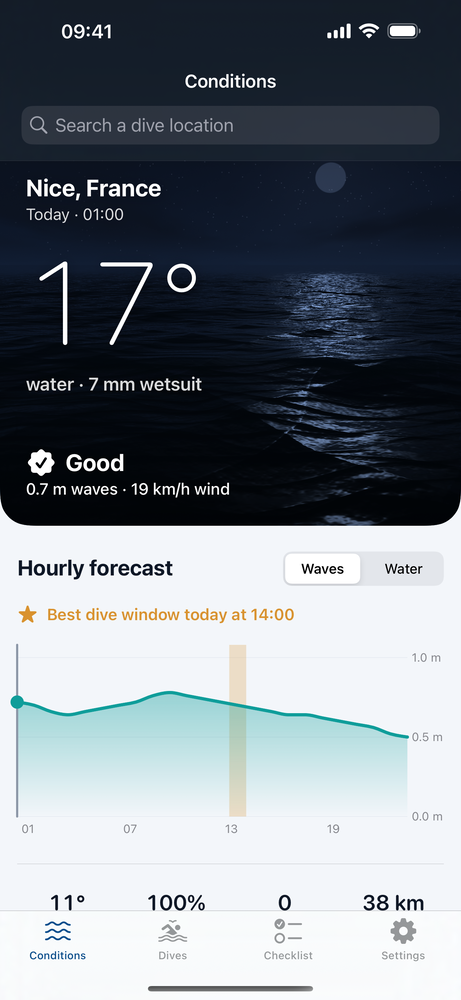 09:41
Conditions
Search a dive location
Nice, France
Today · 01:00
17°
water · 7 mm wetsuit
Good
0.7 m waves · 19 km/h wind
Hourly forecast
Waves Water
Best dive window today at 14:00
1.0 m
0.5 m
0.0 m
01 07 13 19
11° 100% 0 38 km
Conditions Dives Checklist Settings